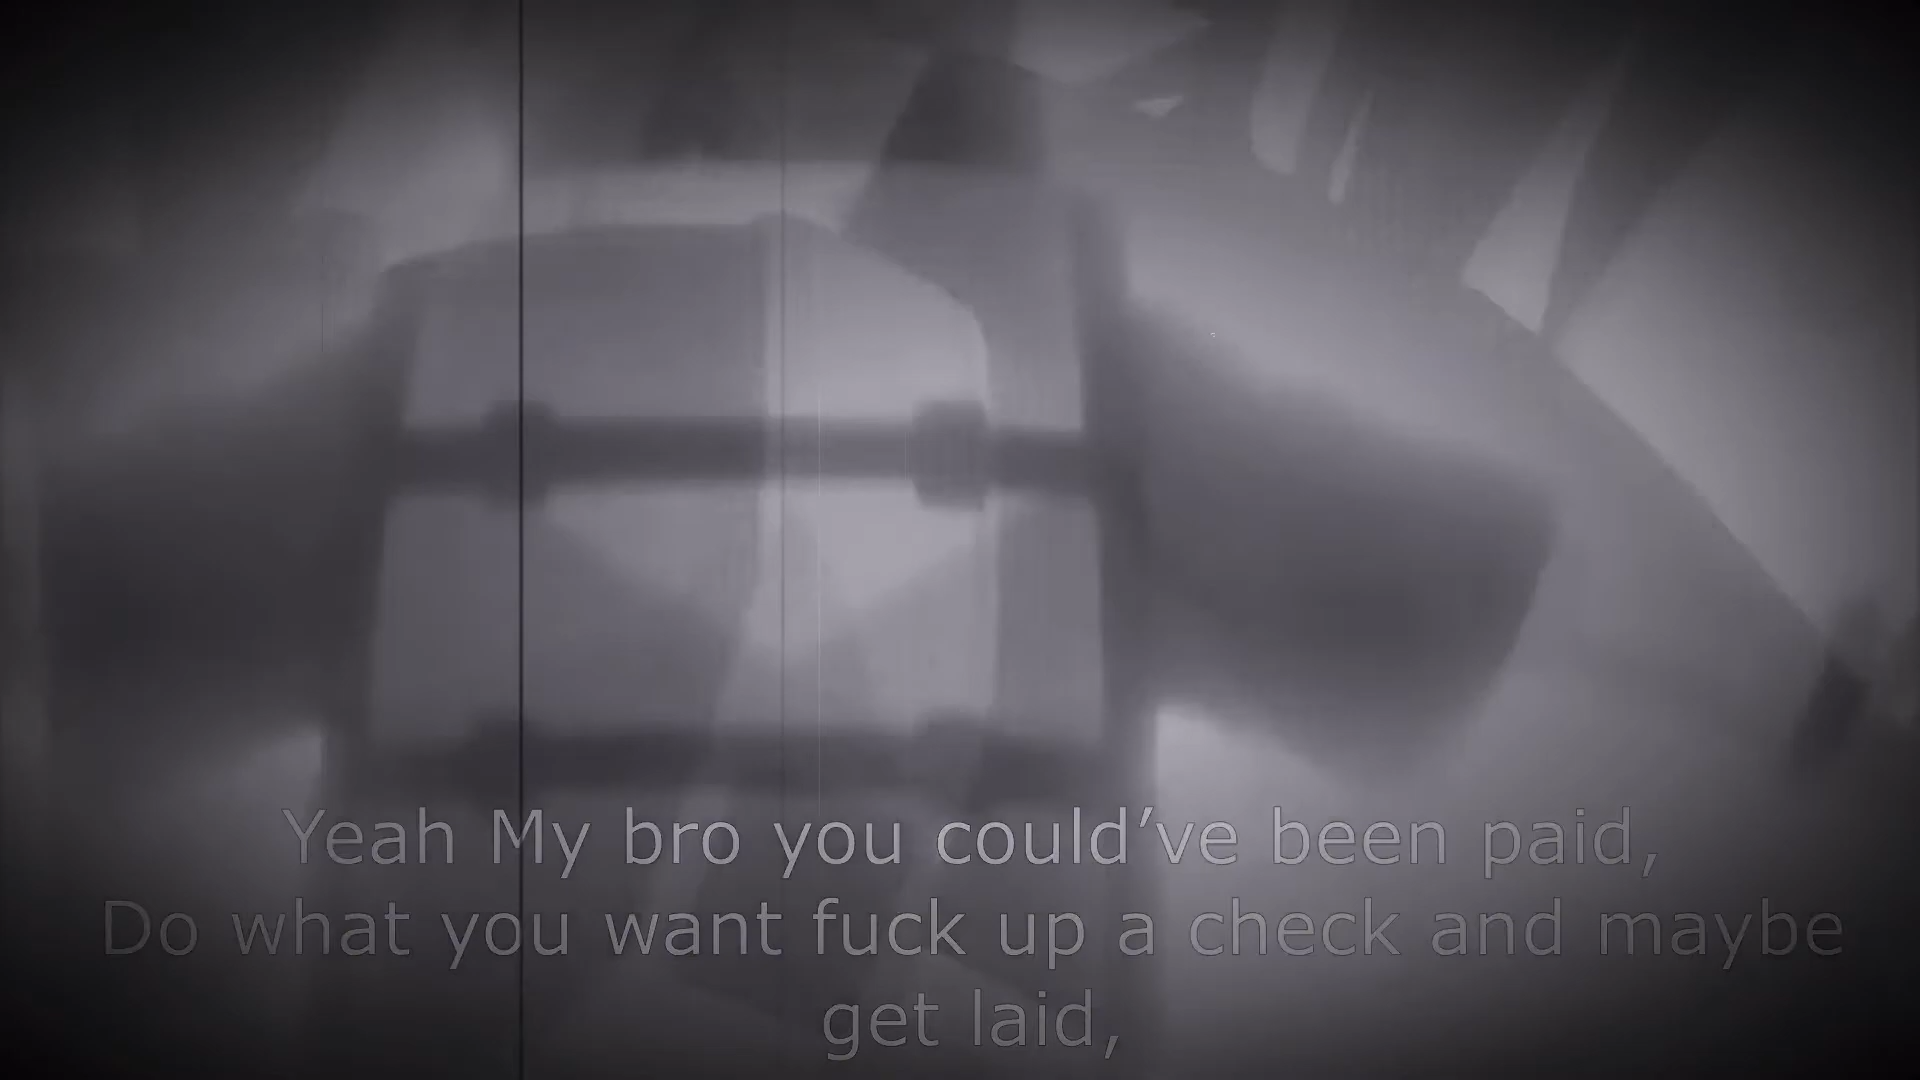 Yeah My bro you could’ve been paid,
Do what you want fuck up a check and maybe
get laid,